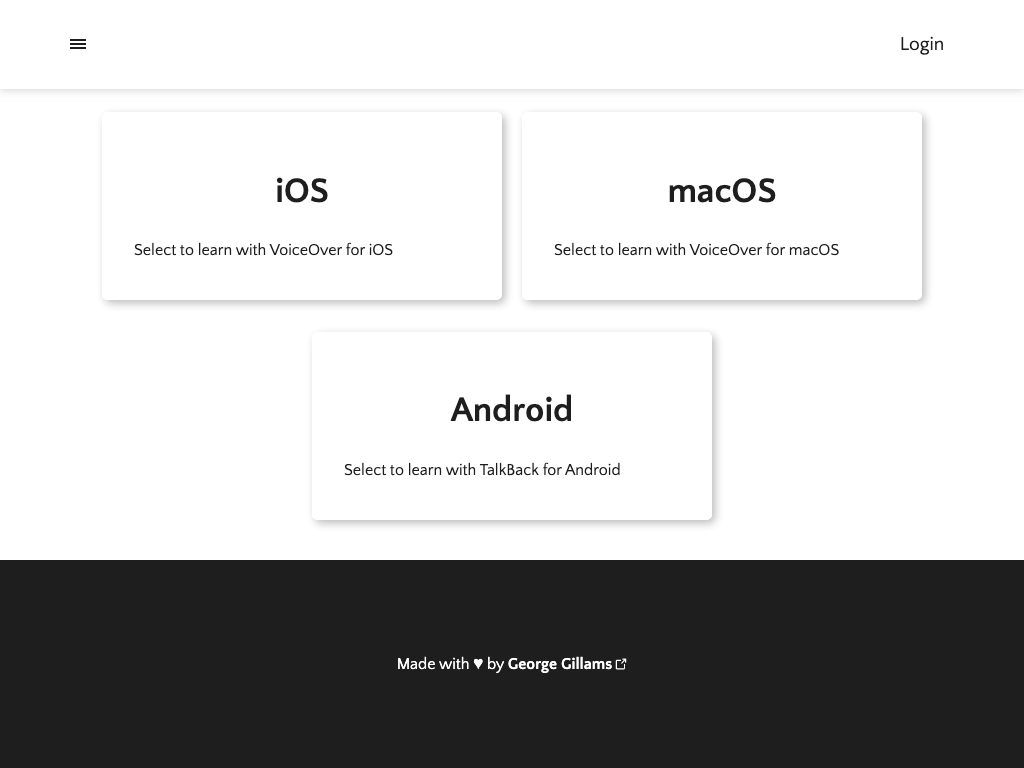 Login
iOS
Select to learn with VoiceOver for iOS
macOS
Select to learn with VoiceOver for macOS
Android
Select to learn with TalkBack for Android
Made with ♥ by George Gillams